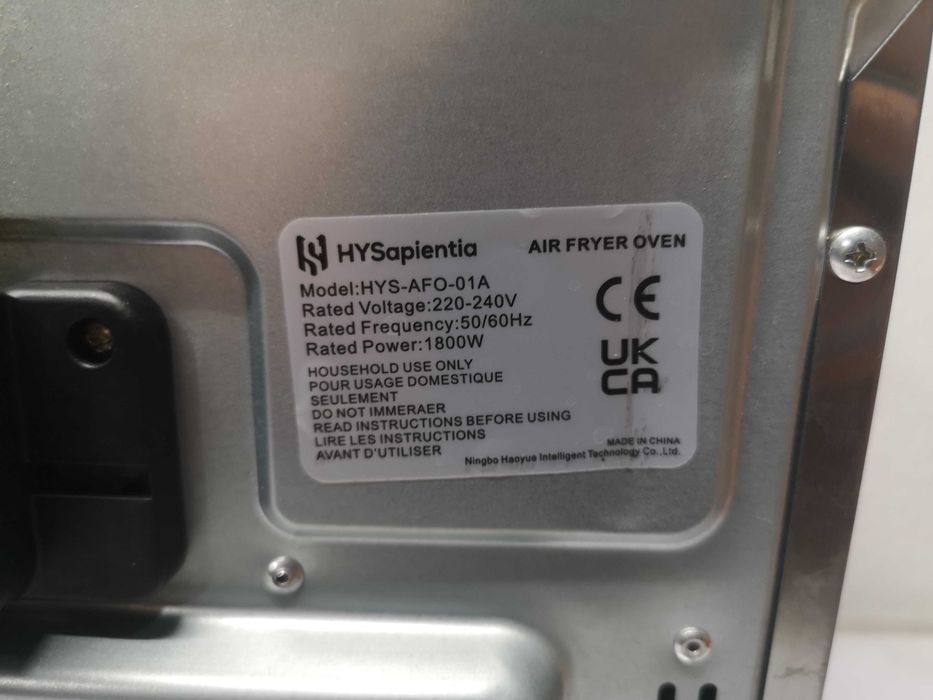 HYSapientia
AIR FRYER OVEN
Model:HYS-AFO-01A
Rated Voltage:220-240V
Rated Frequency:50/60Hz
Rated Power:1800W
CE
UK
CA
HOUSEHOLD USE ONLY
POUR USAGE DOMESTIQUE
SEULEMENT
DO NOT IMMERAER
READ INSTRUCTIONS BEFORE USING
LIRE LES INSTRUCTIONS
AVANT D'UTILISER
MADE IN CHINA
Ningbo Haoyue Intelligent Technology Co.,Ltd.